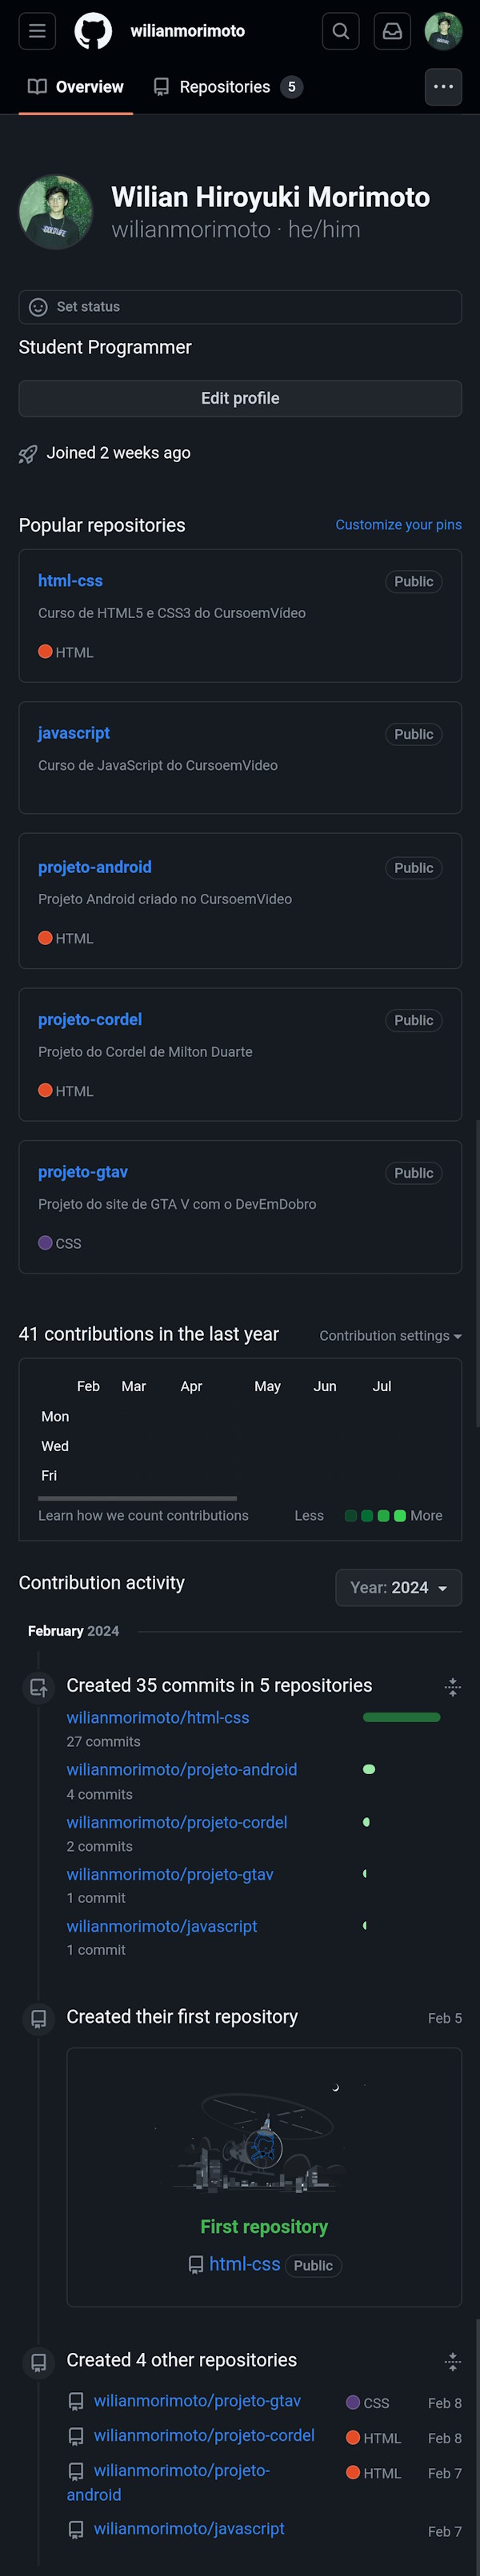 wilianmorimoto
Overview
Repositories 5
Wilian Hiroyuki Morimoto
wilianmorimoto · he/him
Set status
Student Programmer
Edit profile
Joined 2 weeks ago
Popular repositories Customize your pins
html-css Public
Curso de HTML5 e CSS3 do CursoemVídeo
HTML
javascript Public
Curso de JavaScript do CursoemVideo
projeto-android Public
Projeto Android criado no CursoemVideo
HTML
projeto-cordel Public
Projeto do Cordel de Milton Duarte
HTML
projeto-gtav Public
Projeto do site de GTA V com o DevEmDobro
CSS
41 contributions in the last year Contribution settings
Feb Mar Apr May Jun Jul
Mon
Wed
Fri
Learn how we count contributions Less More
Contribution activity Year: 2024
February 2024
Created 35 commits in 5 repositories
wilianmorimoto/html-css
27 commits
wilianmorimoto/projeto-android
4 commits
wilianmorimoto/projeto-cordel
2 commits
wilianmorimoto/projeto-gtav
1 commit
wilianmorimoto/javascript
1 commit
Created their first repository Feb 5
First repository
html-css Public
Created 4 other repositories
wilianmorimoto/projeto-gtav CSS Feb 8
wilianmorimoto/projeto-cordel HTML Feb 8
wilianmorimoto/projeto- HTML Feb 7
android
wilianmorimoto/javascript Feb 7